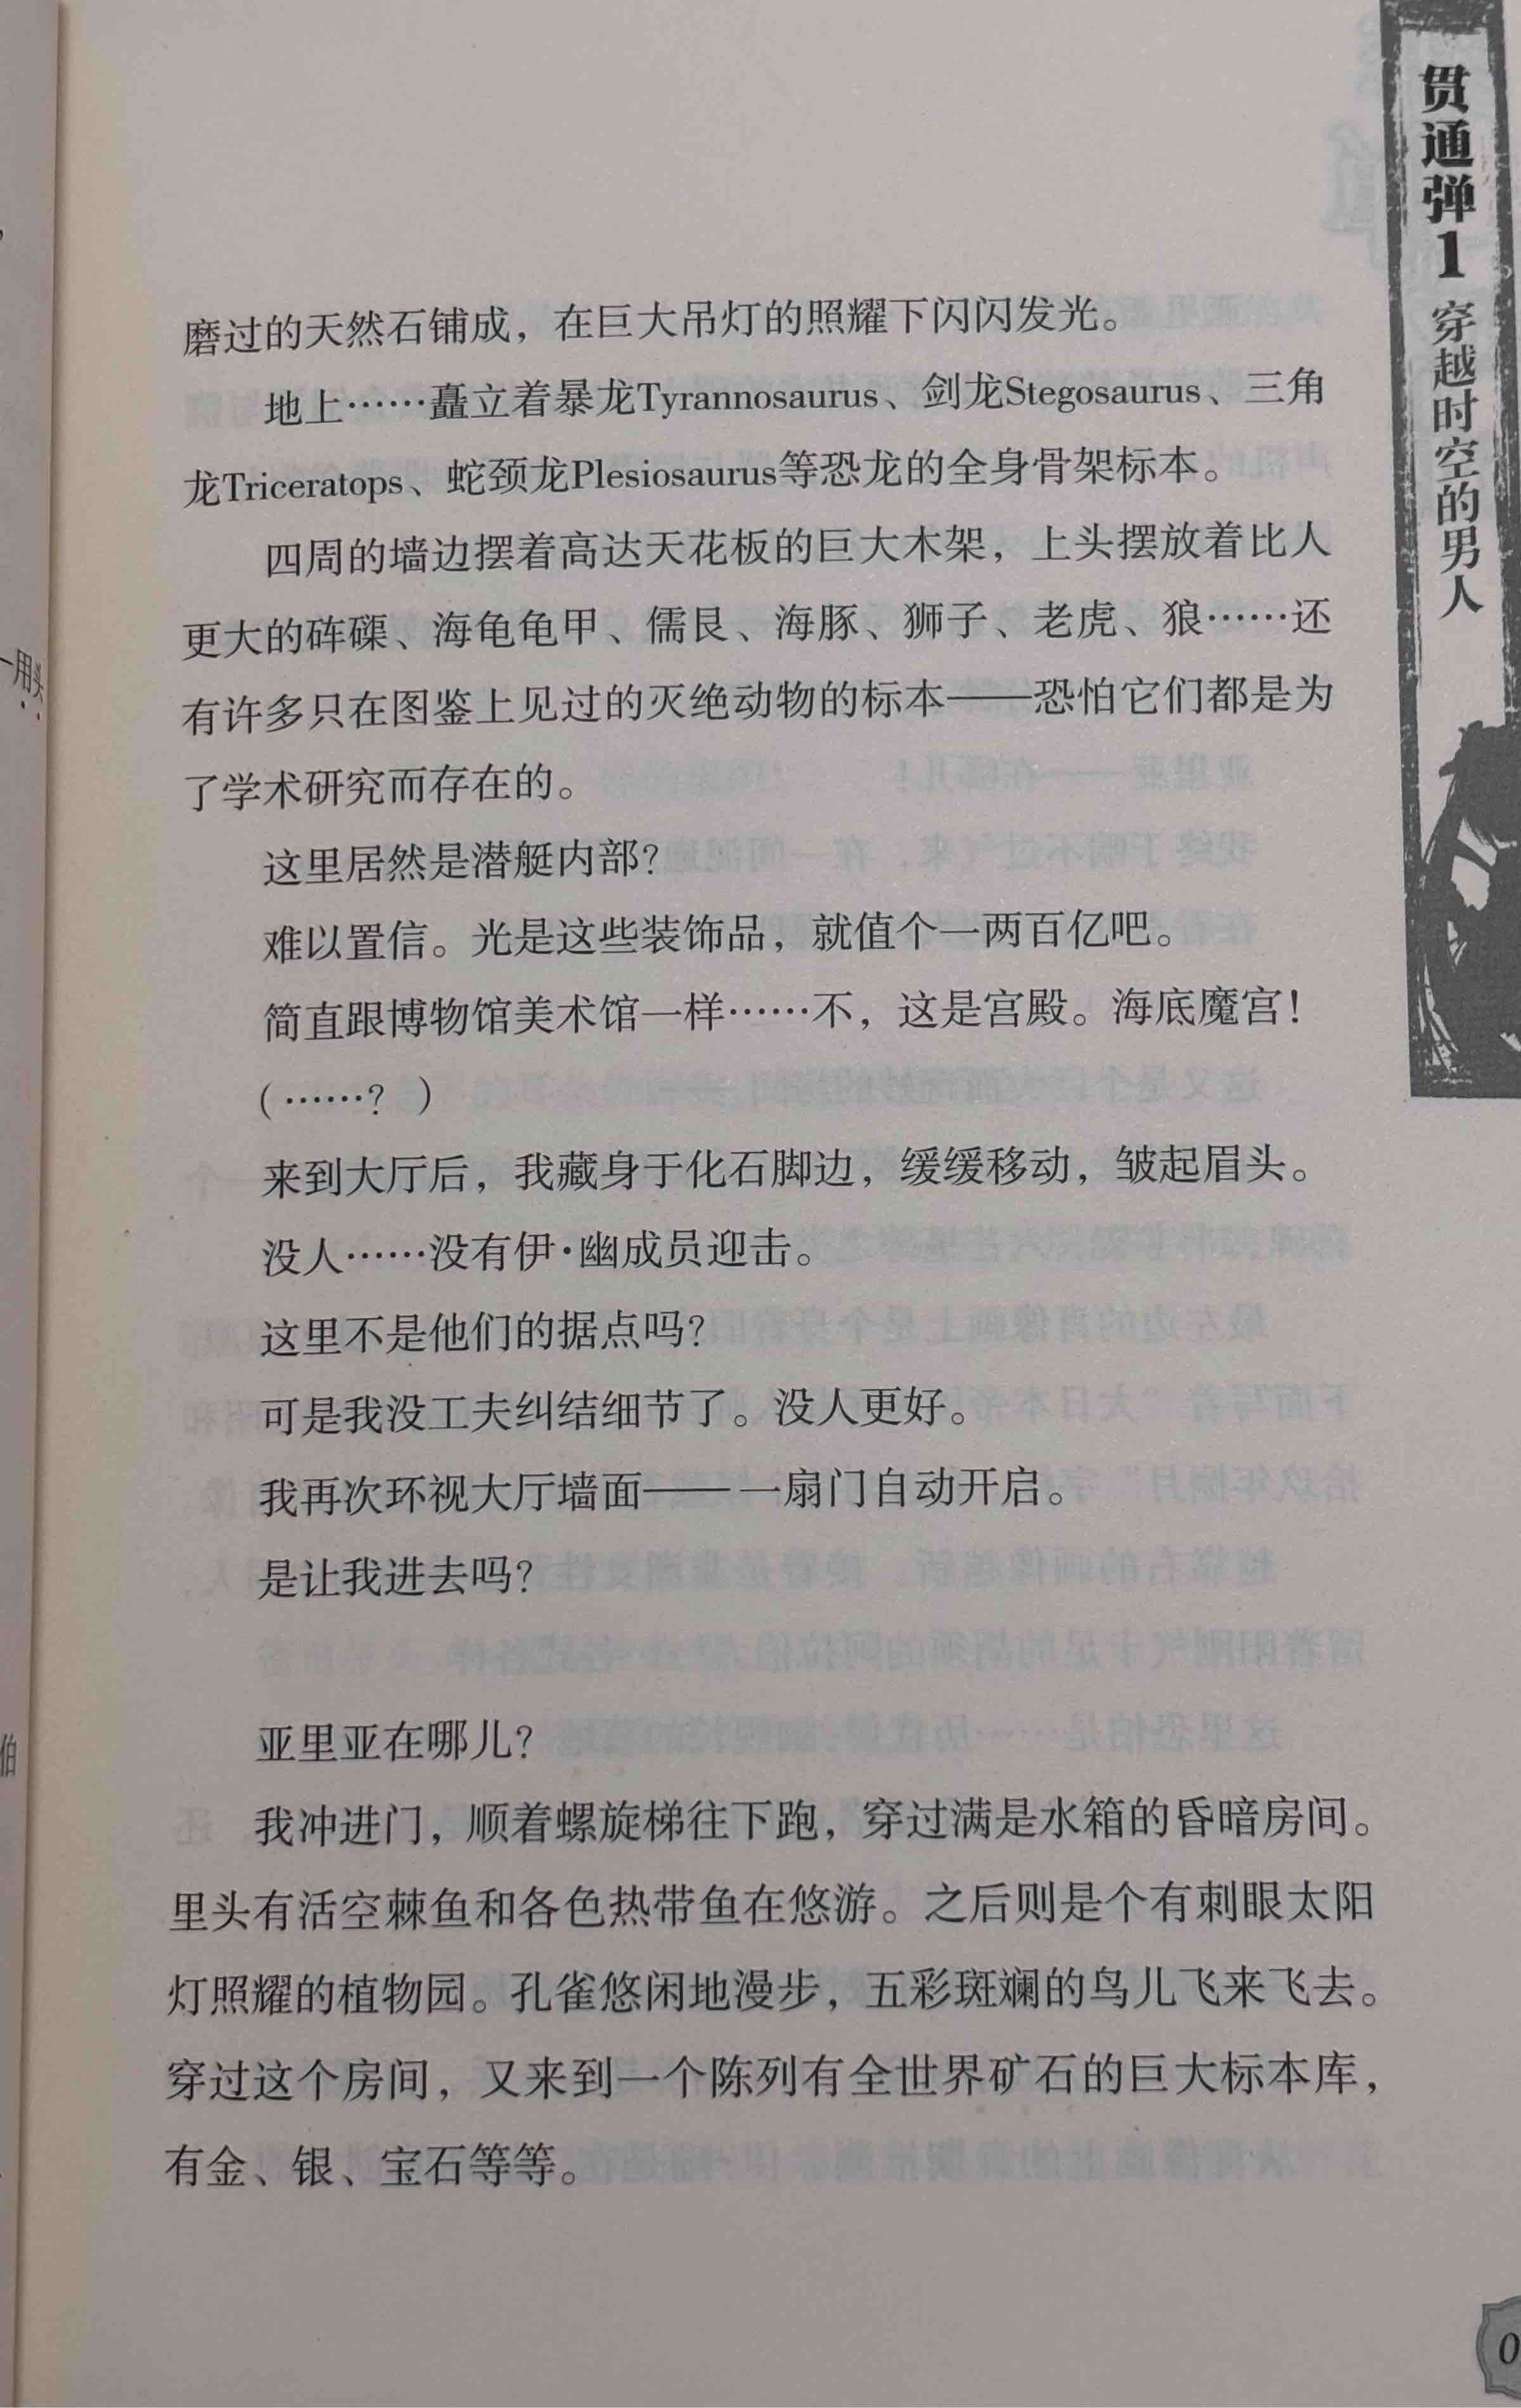 磨过的天然石铺成，在巨大吊灯的照耀下闪闪发光。
地上……矗立着暴龙Tyrannosaurus、剑龙Stegosaurus、三角
龙Triceratops、蛇颈龙Plesiosaurus等恐龙的全身骨架标本。
四周的墙边摆着高达天花板的巨大木架，上头摆放着比人
更大的砗磲、海龟龟甲、儒艮、海豚、狮子、老虎、狼……还
有许多只在图鉴上见过的灭绝动物的标本——恐怕它们都是为
了学术研究而存在的。
这里居然是潜艇内部？
难以置信。光是这些装饰品，就值个一两百亿吧。
简直跟博物馆美术馆一样……不，这是宫殿。海底魔宫！
（……？）
来到大厅后，我藏身于化石脚边，缓缓移动，皱起眉头。
没人……没有伊·幽成员迎击。
这里不是他们的据点吗？
可是我没工夫纠结细节了。没人更好。
我再次环视大厅墙面——一扇门自动开启。
是让我进去吗？
亚里亚在哪儿？
我冲进门，顺着螺旋梯往下跑，穿过满是水箱的昏暗房间。
里头有活空棘鱼和各色热带鱼在悠游。之后则是个有刺眼太阳
灯照耀的植物园。孔雀悠闲地漫步，五彩斑斓的鸟儿飞来飞去。
穿过这个房间，又来到一个陈列有全世界矿石的巨大标本库，
有金、银、宝石等等。
贯通弹1 穿越时空的男人
一用头
伯
0